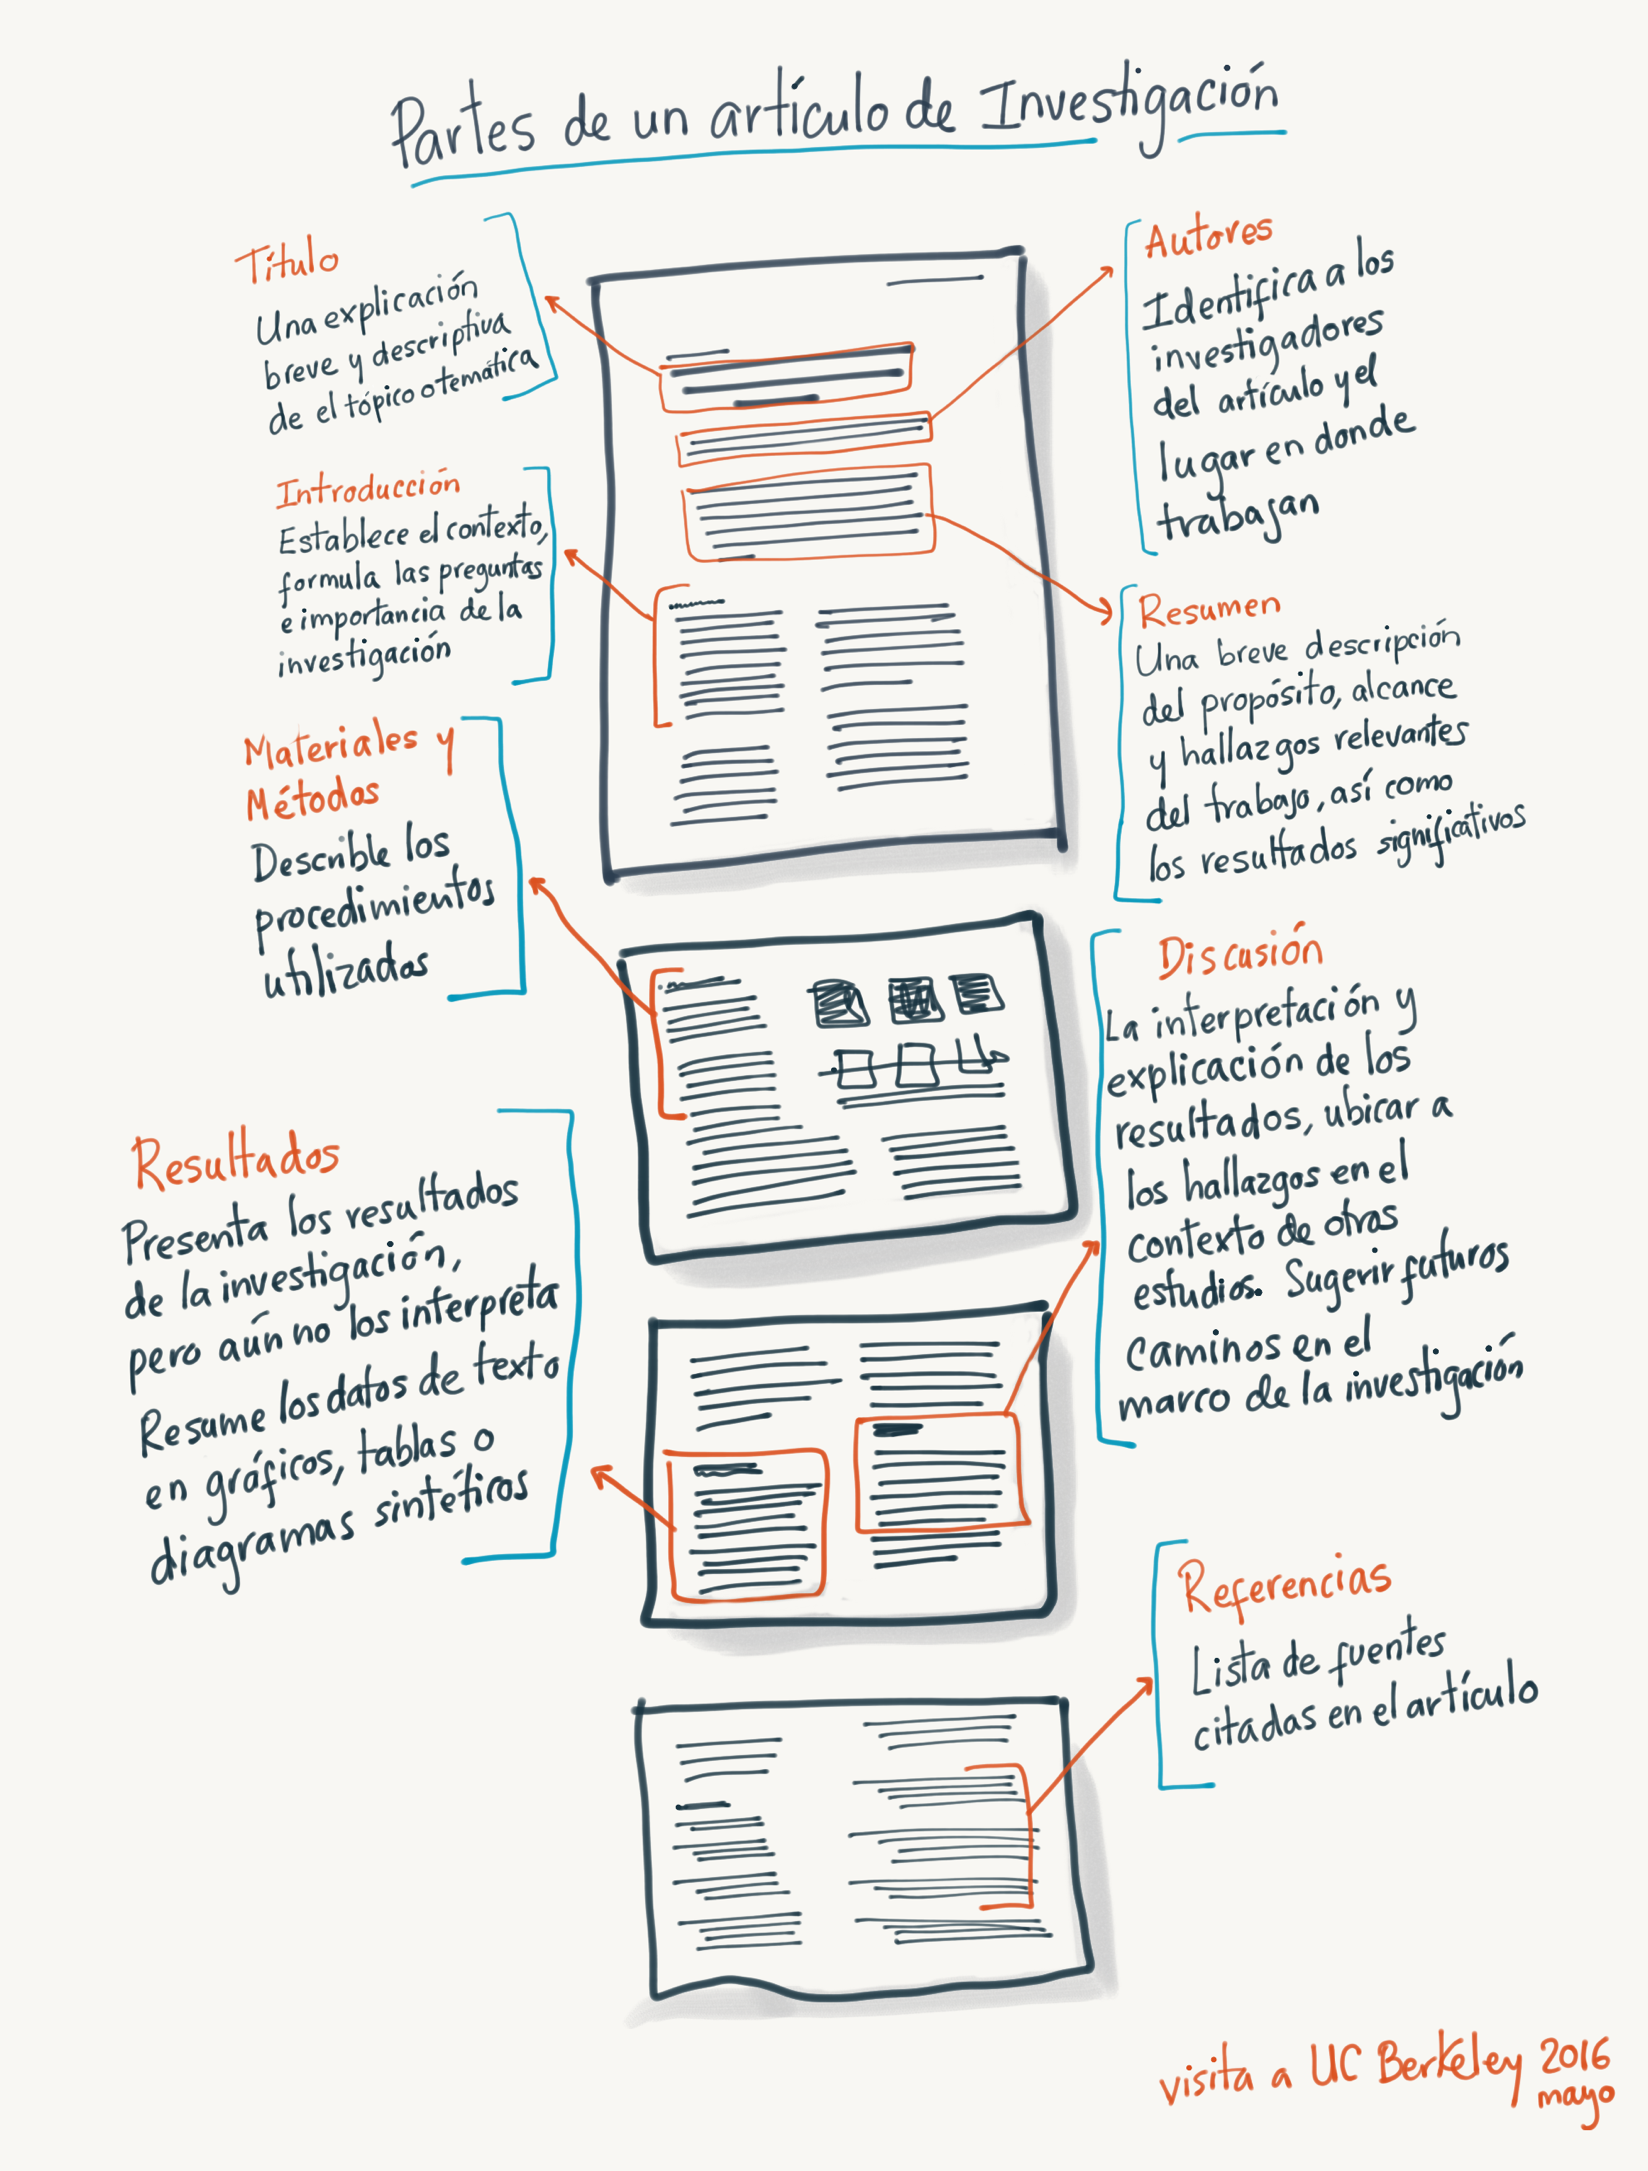 Partes de un artículo de Investigación
Título
Una explicación
breve y descriptiva
de el tópico o temática
Autores
Identifica a los
investigadores
del artículo y el
lugar en donde
trabajan
Introducción
Establece el contexto,
formula las preguntas
e importancia de la
investigación
Resumen
Una breve descripción
del propósito, alcance
y hallazgos relevantes
del trabajo, así como
los resultados significativos
Materiales y
Métodos
Describle los
procedimientos
utilizados
Discusión
La interpretación y
explicación de los
resultados, ubicar a
los hallazgos en el
contexto de otros
estudios. Sugerir futuros
caminos en el
marco de la investigación
Resultados
Presenta los resultados
de la investigación,
pero aún no los interpreta
Resume los datos de texto
en gráficos, tablas o
diagramas sintéticos
Referencias
Lista de fuentes
citadas en el artículo
visita a UC Berkeley 2016
mayo